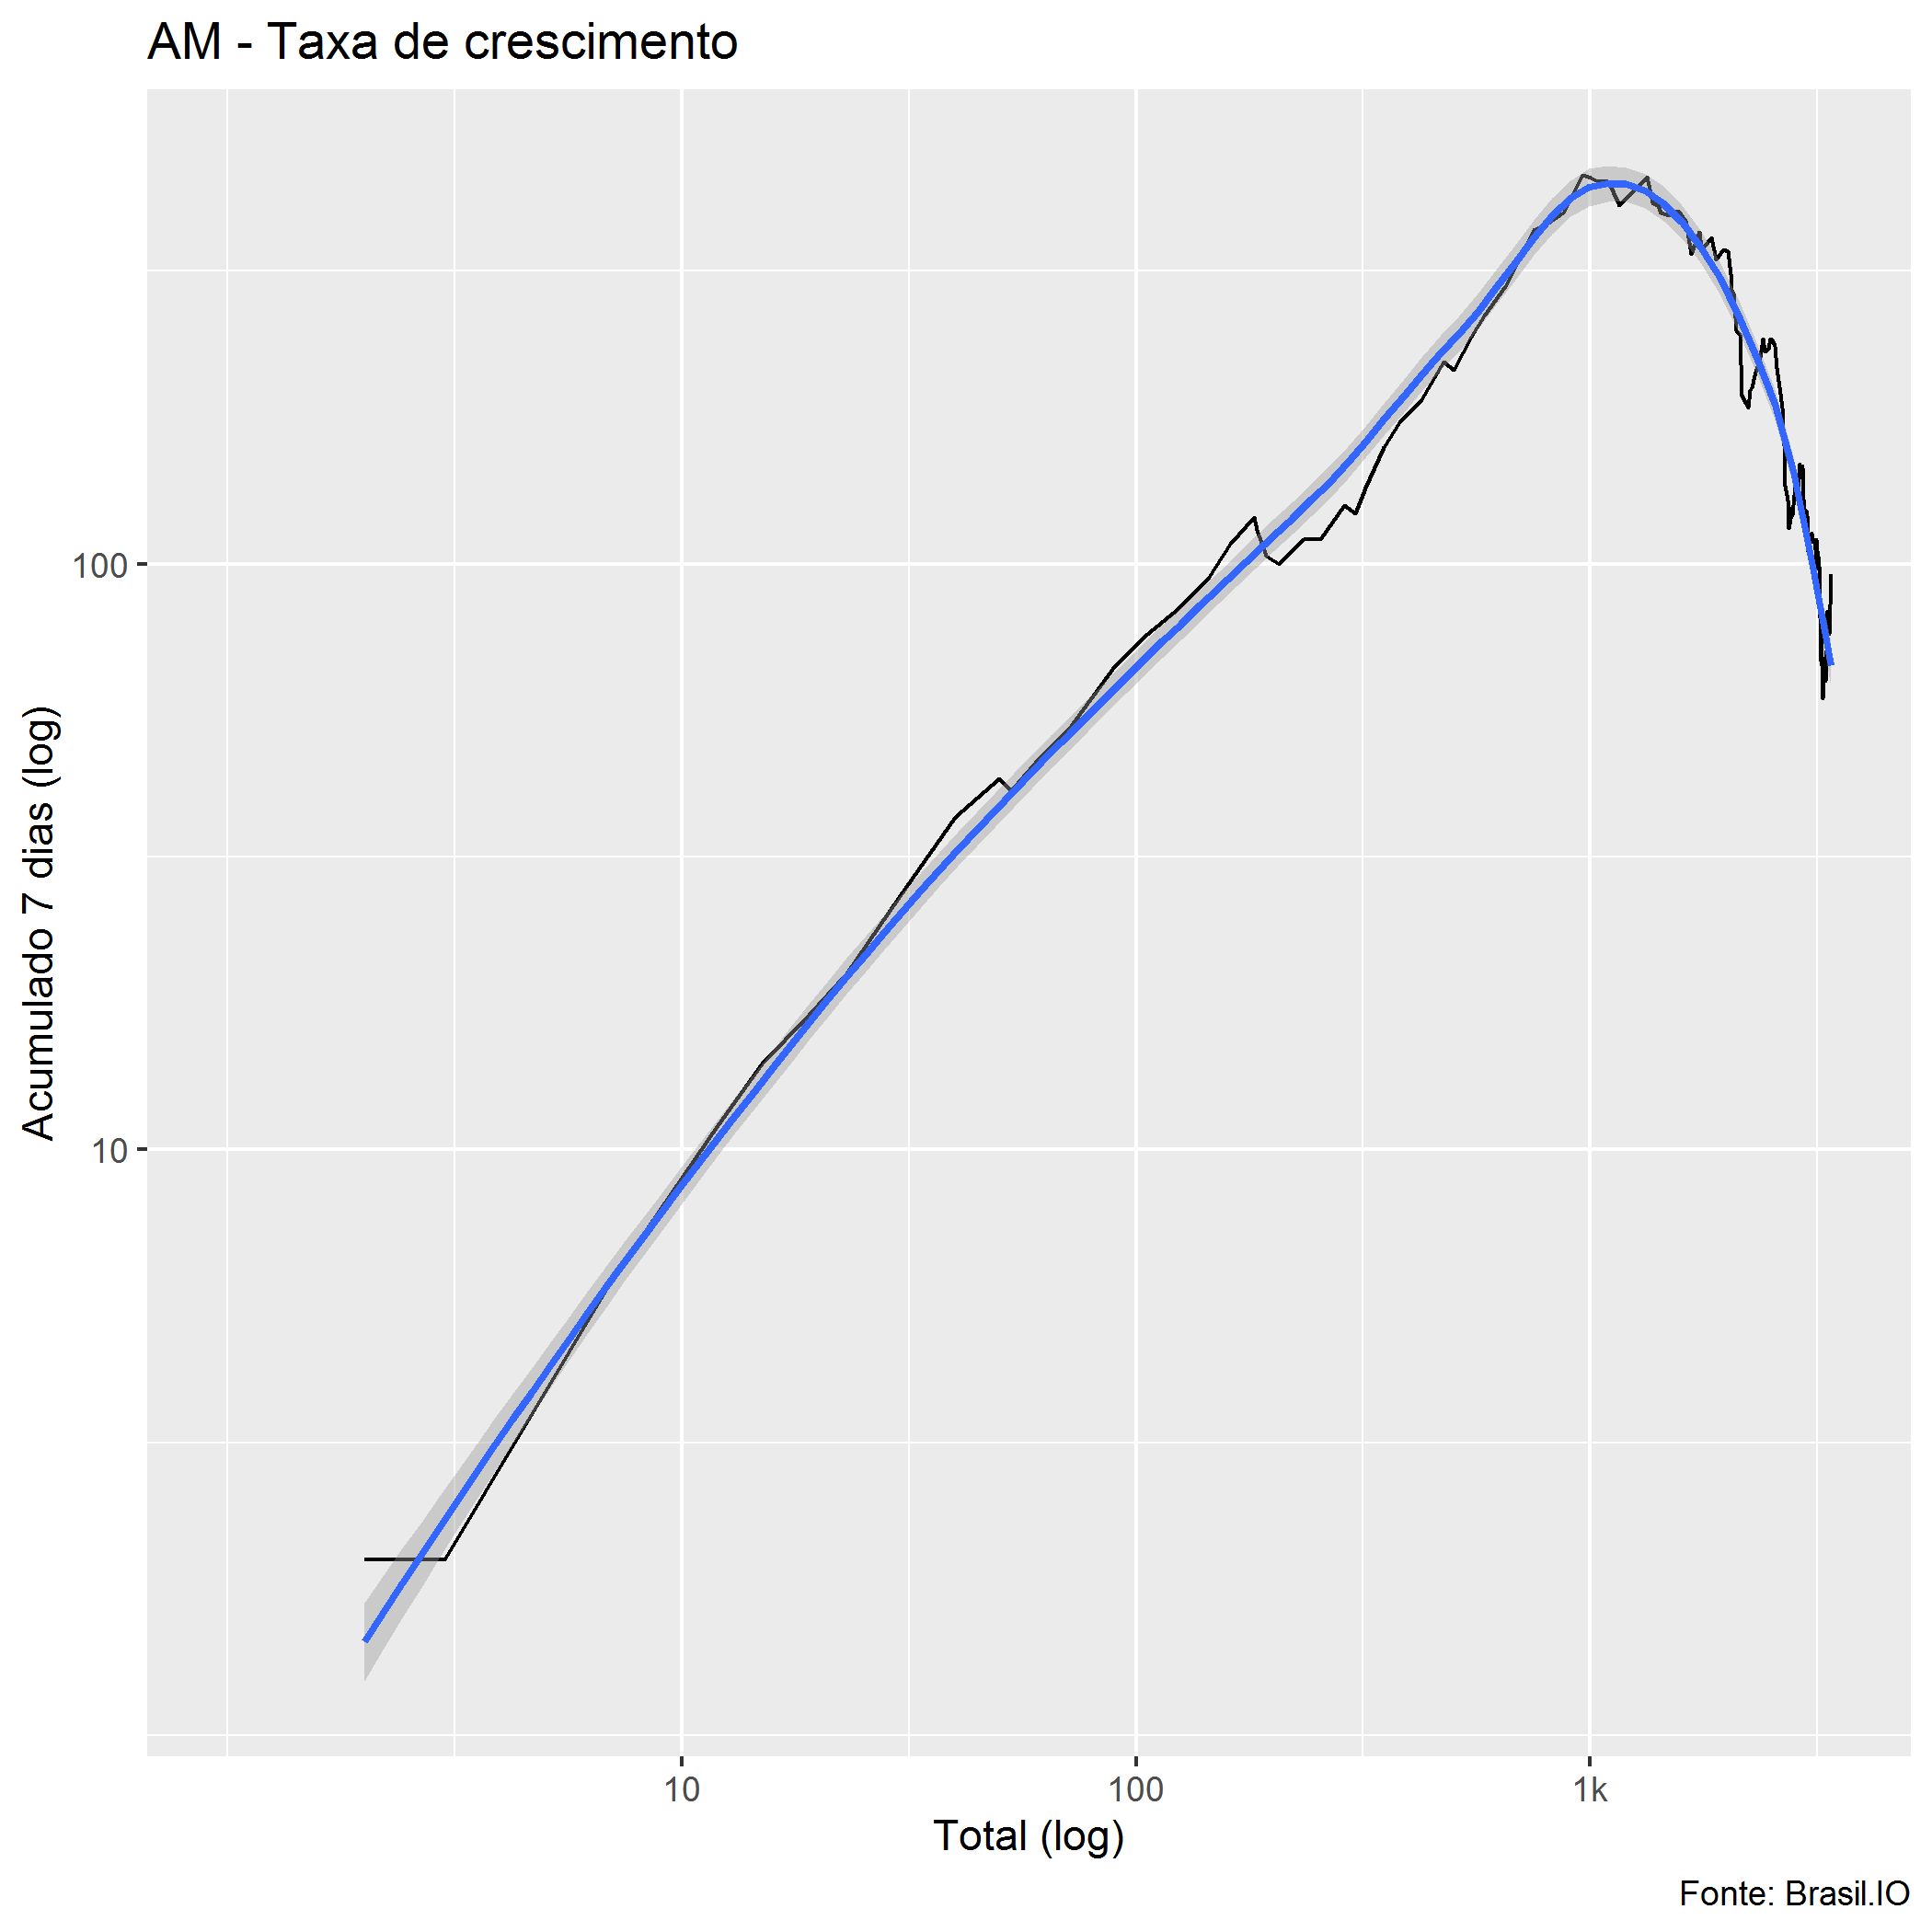 AM - Taxa de crescimento
Acumulado 7 dias (log)
100
10
10
100
1k
Total (log)
Fonte: Brasil.IO